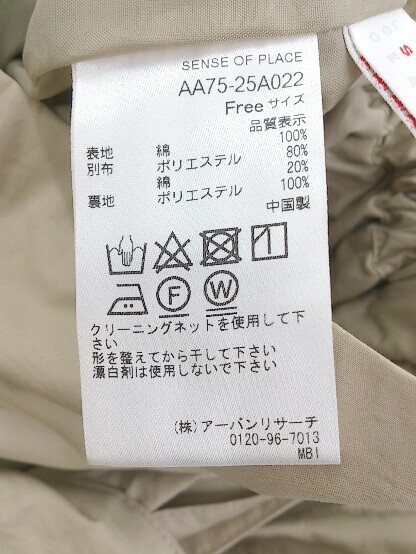 SENSE OF PLACE
AA75-25A022
Free サイズ
品質表示
100%
表地 綿 80%
別布 ポリエステル 20%
綿 100%
裏地 ポリエステル
中国製
F W
クリーニングネットを使用して下
さい
形を整えてから干して下さい
漂白剤は使用しないで下さい
(株)アーバンリサーチ
0120-96-7013
MBI